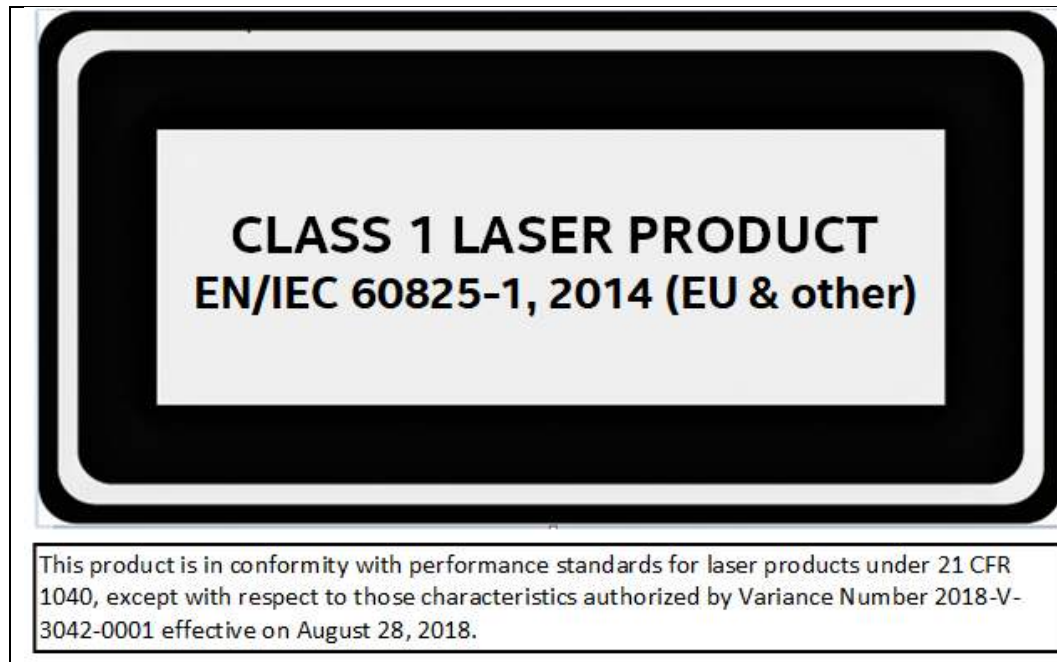 CLASS 1 LASER PRODUCT
EN/IEC 60825-1, 2014 (EU & other)
This product is in conformity with performance standards for laser products under 21 CFR
1040, except with respect to those characteristics authorized by Variance Number 2018-V-
3042-0001 effective on August 28, 2018.